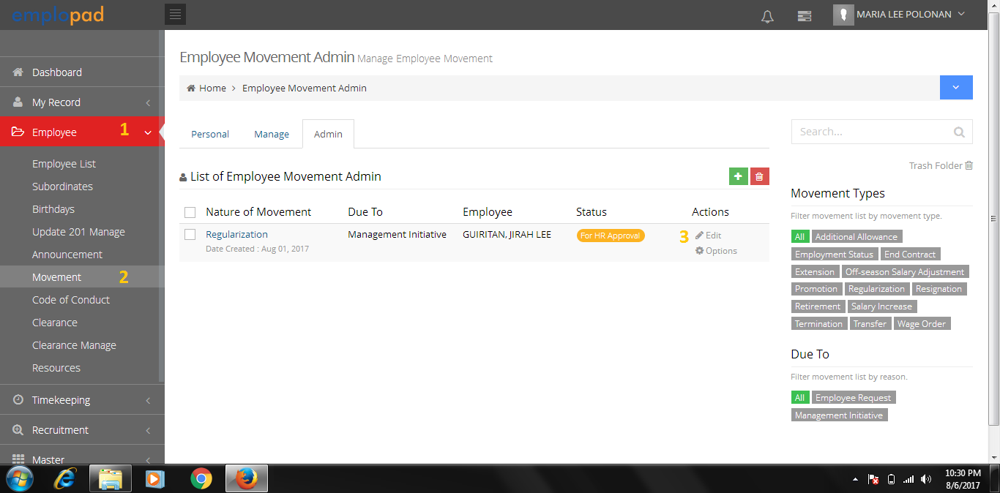 emplopad
MARIA LEE POLONAN
Dashboard
My Record
Employee 1
Employee List
Subordinates
Birthdays
Update 201 Manage
Announcement
Movement 2
Code of Conduct
Clearance
Clearance Manage
Resources
Timekeeping
Recruitment
Master
Employee Movement Admin Manage Employee Movement
Home > Employee Movement Admin
Personal Manage Admin
List of Employee Movement Admin
Nature of Movement Due To Employee Status Actions
Regularization Management Initiative GUIRITAN, JIRAH LEE For HR Approval 3 Edit
Date Created : Aug 01, 2017 Options
Search...
Trash Folder
Movement Types
Filter movement list by movement type.
All Additional Allowance
Employment Status End Contract
Extension Off-season Salary Adjustment
Promotion Regularization Resignation
Retirement Salary Increase
Termination Transfer Wage Order
Due To
Filter movement list by reason.
All Employee Request
Management Initiative
10:30 PM
8/6/2017